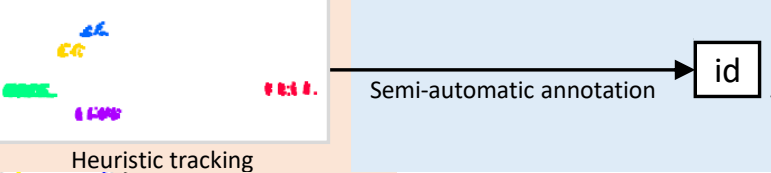 Semi-automatic annotation
id
Heuristic tracking